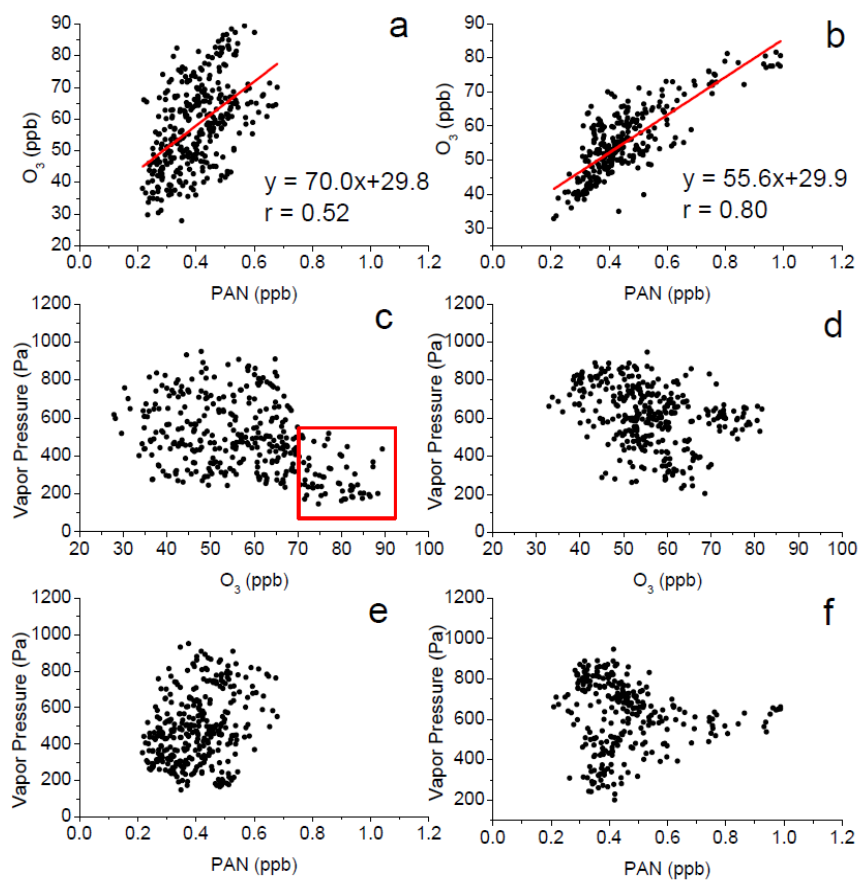 a
90
80
70
60
50
40
30
20
O3 (ppb)
y = 70.0x+29.8
r = 0.52
0.0 0.2 0.4 0.6 0.8 1.0 1.2
PAN (ppb)
b
90
80
70
60
50
40
30
O3 (ppb)
y = 55.6x+29.9
r = 0.80
0.0 0.2 0.4 0.6 0.8 1.0 1.2
PAN (ppb)
c
1200
1000
800
600
400
200
0
Vapor Pressure (Pa)
20 30 40 50 60 70 80 90 100
O3 (ppb)
d
1200
1000
800
600
400
200
0
Vapor Pressure (Pa)
20 30 40 50 60 70 80 90 100
O3 (ppb)
e
1200
1000
800
600
400
200
0
Vapor Pressure (Pa)
0.0 0.2 0.4 0.6 0.8 1.0 1.2
PAN (ppb)
f
1200
1000
800
600
400
200
Vapor Pressure (Pa)
0.0 0.2 0.4 0.6 0.8 1.0 1.2
PAN (ppb)